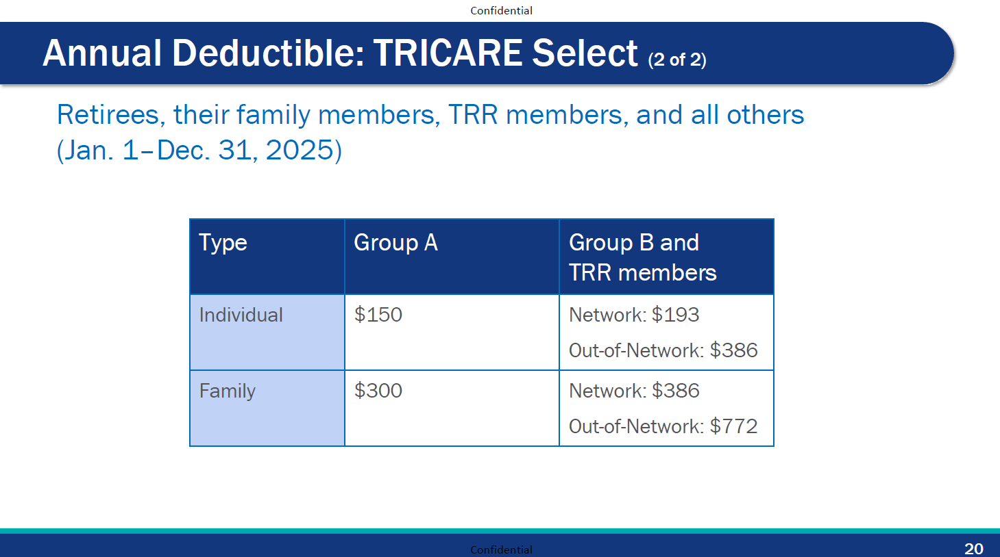 Confidential
Annual Deductible: TRICARE Select (2 of 2)
Retirees, their family members, TRR members, and all others
(Jan. 1–Dec. 31, 2025)
Type
Group A
Group B and
TRR members
Individual
$150
Network: $193
Out-of-Network: $386
Family
$300
Network: $386
Out-of-Network: $772
Confidential
20